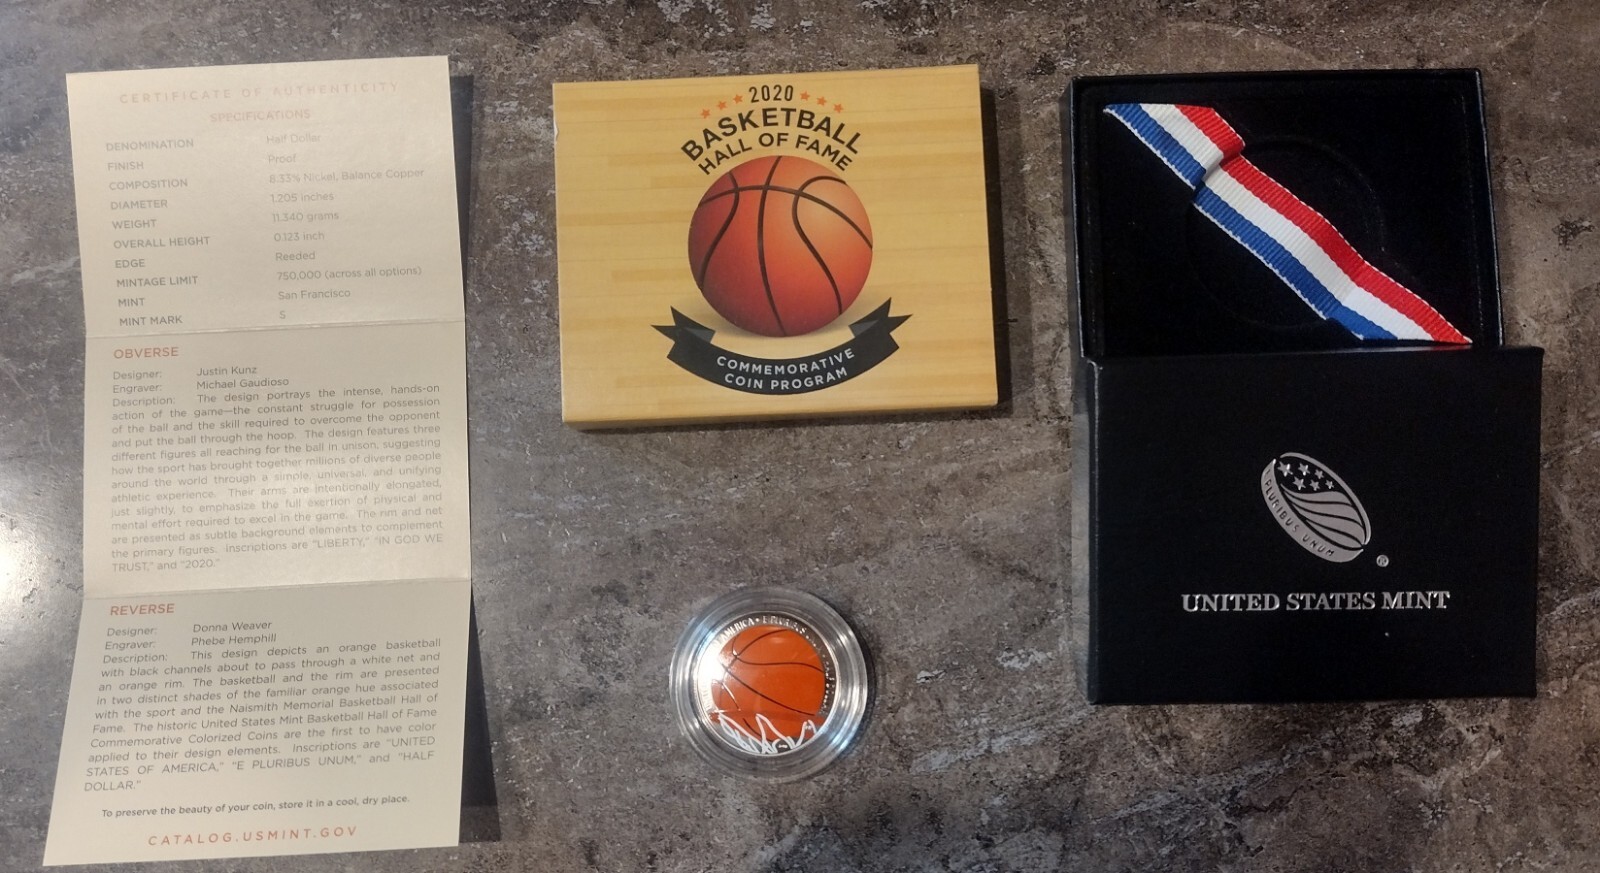 CERTIFICATE OF AUTHENTICITY
SPECIFICATIONS
DENOMINATION Half Dollar
FINISH Proof
COMPOSITION 8.33% Nickel, Balance Copper
DIAMETER 1.205 inches
WEIGHT 11.340 grams
OVERALL HEIGHT 0.123 inch
EDGE Reeded
MINTAGE LIMIT 750,000 (across all options)
MINT San Francisco
MINT MARK S
OBVERSE
Designer: Justin Kunz
Engraver: Michael Gaudioso
Description: The design portrays the intense, hands-on
action of the game—the constant struggle for possession
of the ball and the skill required to overcome the opponent
and put the ball through the hoop. The design features three
different figures all reaching for the ball in unison, suggesting
how the sport has brought together millions of diverse people
around the world through a simple, universal, and unifying
athletic experience. Their arms are intentionally elongated,
just slightly, to emphasize the full exertion of physical and
mental effort required to excel in the game. The rim and net
are presented as subtle background elements to complement
the primary figures. Inscriptions are "LIBERTY," "IN GOD WE
TRUST," and "2020."
REVERSE
Designer: Donna Weaver
Engraver: Phebe Hemphill
Description: This design depicts an orange basketball
with black channels about to pass through a white net and
an orange rim. The basketball and the rim are presented
in two distinct shades of the familiar orange hue associated
with the sport and the Naismith Memorial Basketball Hall of
Fame. The historic United States Mint Basketball Hall of Fame
Commemorative Colorized Coins are the first to have color
applied to their design elements. Inscriptions are "UNITED
STATES OF AMERICA," "E PLURIBUS UNUM," and "HALF
DOLLAR."
To preserve the beauty of your coin, store it in a cool, dry place.
CATALOG.USMINT.GOV
2020
BASKETBALL
HALL OF FAME
COMMEMORATIVE
COIN PROGRAM
AMERICA •
PLURIBUS UNUM
®
UNITED STATES MINT